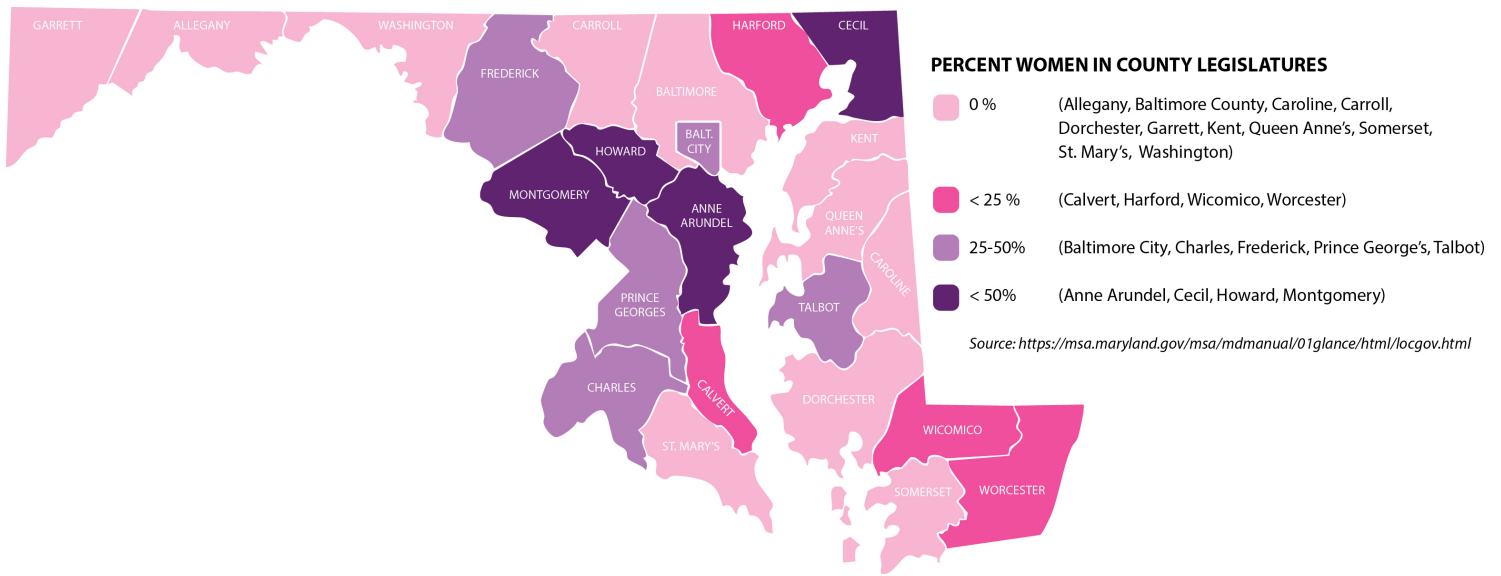 GARRETT
ALLEGANY
WASHINGTON
FREDERICK
CARROLL
BALTIMORE
HARFORD
CECIL
BALT.
CITY
HOWARD
MONTGOMERY
ANNE
ARUNDEL
KENT
QUEEN
ANNE'S
CAROLINE
TALBOT
PRINCE
GEORGES
CHARLES
CALVERT
ST. MARY'S
DORCHESTER
WICOMICO
SOMERSET
WORCESTER
PERCENT WOMEN IN COUNTY LEGISLATURES
0 % (Allegany, Baltimore County, Caroline, Carroll,
Dorchester, Garrett, Kent, Queen Anne's, Somerset,
St. Mary's, Washington)
< 25 % (Calvert, Harford, Wicomico, Worcester)
25-50% (Baltimore City, Charles, Frederick, Prince George's, Talbot)
< 50% (Anne Arundel, Cecil, Howard, Montgomery)
Source: https://msa.maryland.gov/msa/mdmanual/01glance/html/locgov.html